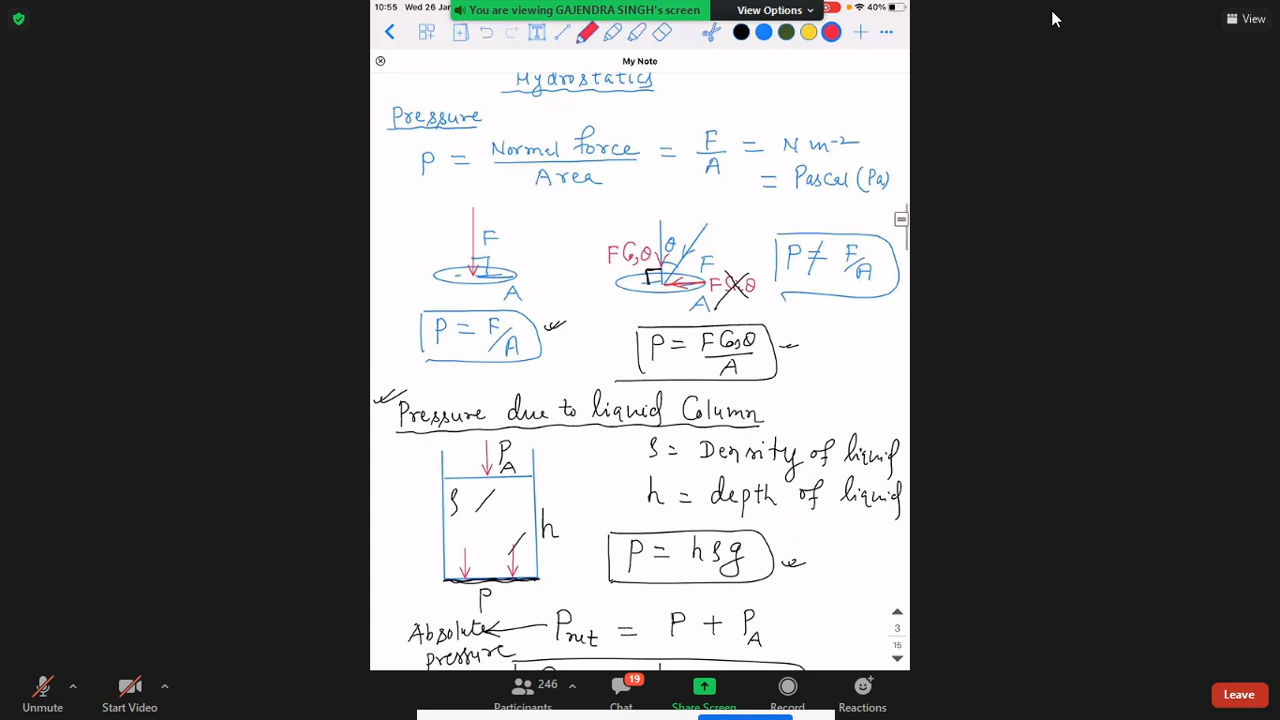 10:55 Wed 26 Jan
You are viewing GAJENDRA SINGH's screen
View Options
40%
View
My Note
Hydrostatics
Pressure
P = Normal force / Area = F / A = N m⁻²
= Pascal (Pa)
F
A
P = F/A
F Cosθ
θ
F
F Sinθ
A
P ≠ F/A
P = F Cosθ / A
Pressure due to liquid Column
P_A
ρ
h
P
ρ = Density of liquid
h = depth of liquid
P = hρg
Absolute pressure
P_net = P + P_A
3
15
Unmute
Start Video
246
Participants
19
Chat
Share Screen
Record
Reactions
Leave